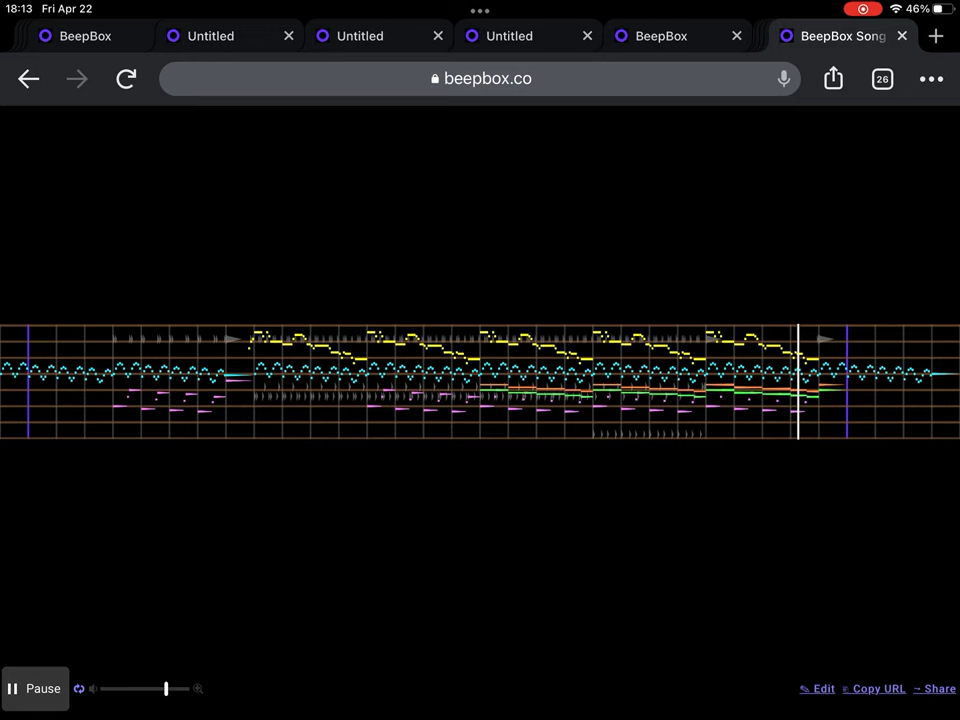 18:13 Fri Apr 22 46%
BeepBox Untitled Untitled Untitled BeepBox BeepBox Song
beepbox.co 26
Pause Edit Copy URL Share